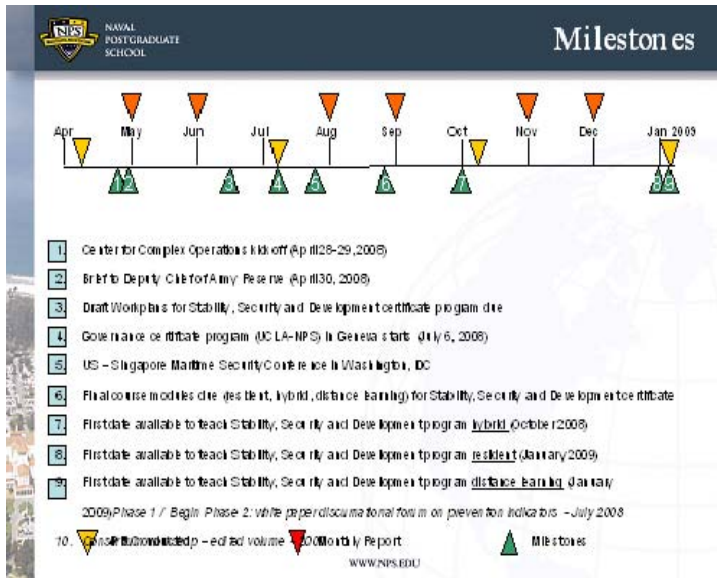 NPS
NAVAL
POSTGRADUATE
SCHOOL
Milestones
Apr May Jun Jul Aug Sep Oct Nov Dec Jan 2009
1 2 3 4 5 6 7 8 9
1. Center for Complex Operations kick off (April 28-29, 2008)
2. Brief to Deputy Chief of Army Reserve (April 30, 2008)
3. Draft Workplans for Stability, Security and Development certificate program due
4. Governance certificate program (UCLA-NPS) in Geneva starts (July 6, 2008)
5. US – Singapore Maritime Security Conference in Washington, DC
6. Final course modules due (resident, hybrid, distance learning) for Stability, Security and Development certificate
7. First date available to teach Stability, Security and Development program hybrid (October 2008)
8. First date available to teach Stability, Security and Development program resident (January 2009)
9. First date available to teach Stability, Security and Development program distance learning (January
2009) Phase 1 / Begin Phase 2: white paper discu national forum on prevention indicators – July 2008
10. – edited volume Monthly Report Milestones
WWW.NPS.EDU